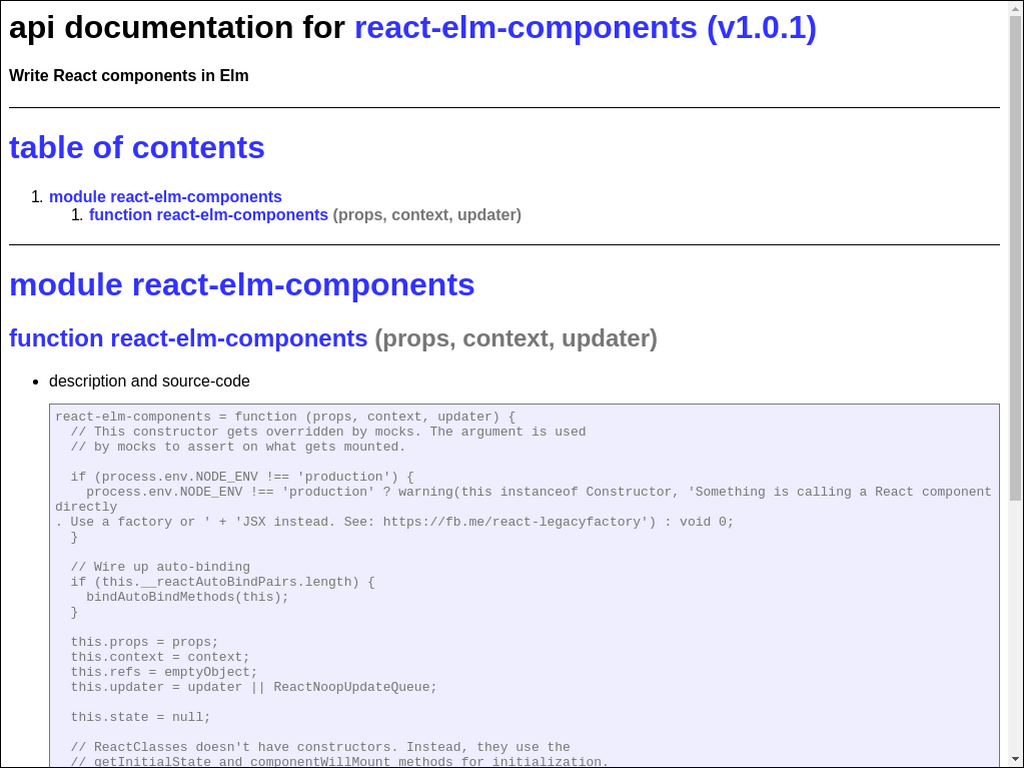 api documentation for react-elm-components (v1.0.1)
Write React components in Elm
table of contents
1. module react-elm-components
1. function react-elm-components (props, context, updater)
module react-elm-components
function react-elm-components (props, context, updater)
• description and source-code
react-elm-components = function (props, context, updater) {
  // This constructor gets overridden by mocks. The argument is used
  // by mocks to assert on what gets mounted.
  if (process.env.NODE_ENV !== 'production') {
    process.env.NODE_ENV !== 'production' ? warning(this instanceof Constructor, 'Something is calling a React component
directly
. Use a factory or ' + 'JSX instead. See: https://fb.me/react-legacyfactory') : void 0;
  }
  // Wire up auto-binding
  if (this.__reactAutoBindPairs.length) {
    bindAutoBindMethods(this);
  }
  this.props = props;
  this.context = context;
  this.refs = emptyObject;
  this.updater = updater || ReactNoopUpdateQueue;
  this.state = null;
  // ReactClasses doesn't have constructors. Instead, they use the
  // getInitialState and componentWillMount methods for initialization.